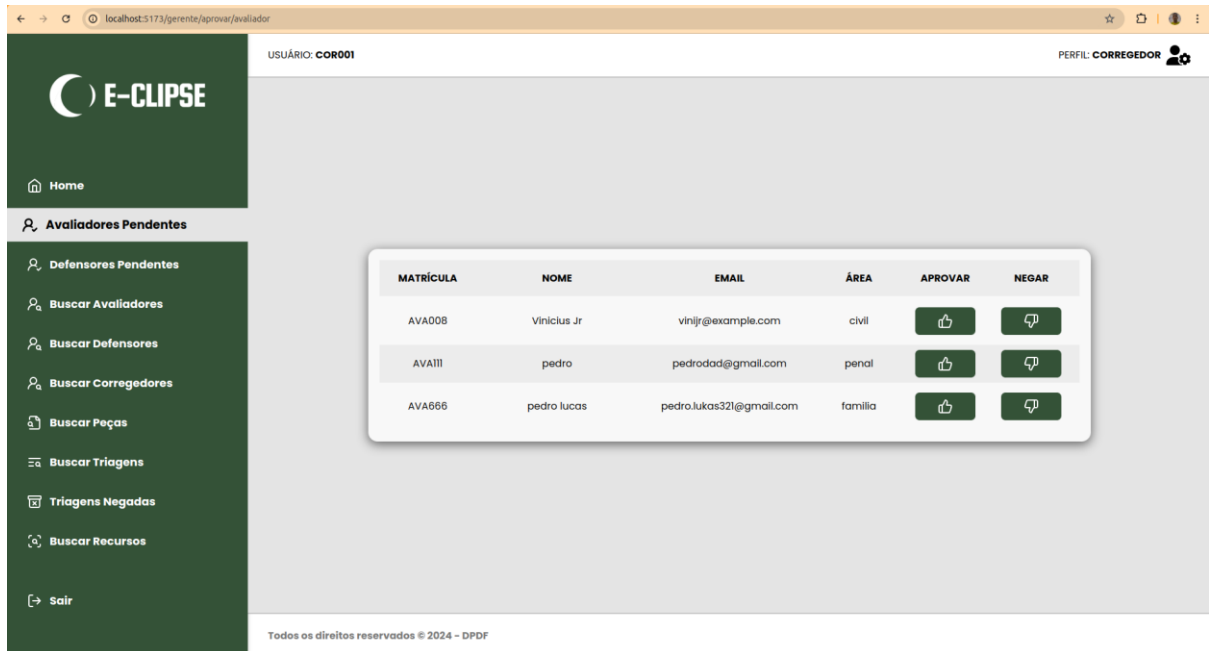 localhost:5173/gerente/aprovar/avaliador
E-CLIPSE
USUÁRIO: COR001
PERFIL: CORREGEDOR
Home
Avaliadores Pendentes
Defensores Pendentes
Buscar Avaliadores
Buscar Defensores
Buscar Corregedores
Buscar Peças
Buscar Triagens
Triagens Negadas
Buscar Recursos
Sair
MATRÍCULA NOME EMAIL ÁREA APROVAR NEGAR
AVA008 Vinicius Jr vinijr@example.com civil
AVA111 pedro pedrodad@gmail.com penal
AVA666 pedro lucas pedro.lukas321@gmail.com familia
Todos os direitos reservados © 2024 - DPDF